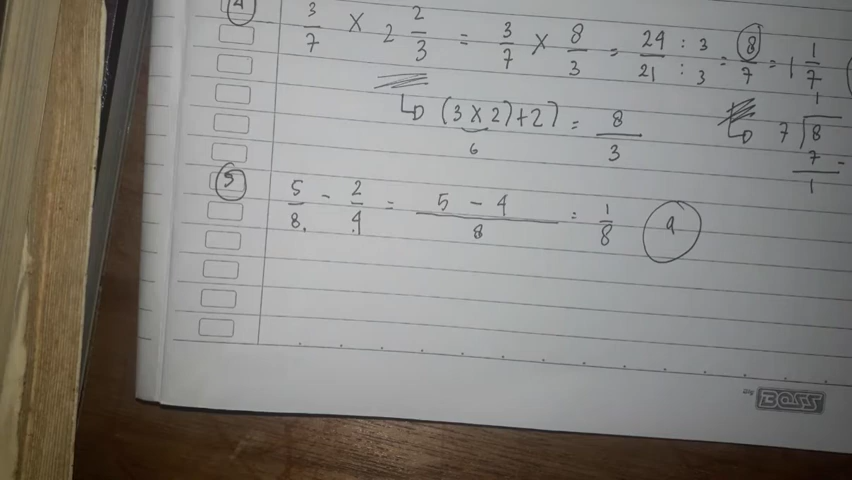 4 3/7 × 2 2/3 = 3/7 × 8/3 = 24/21 : 3/3 = 8/7 = 1 1/7
(3 × 2) + 2) = 8/3
6
1
7 8
7 -
1
5 5/8 - 2/4 = 5 - 4/8 = 1/8 a
BOSS